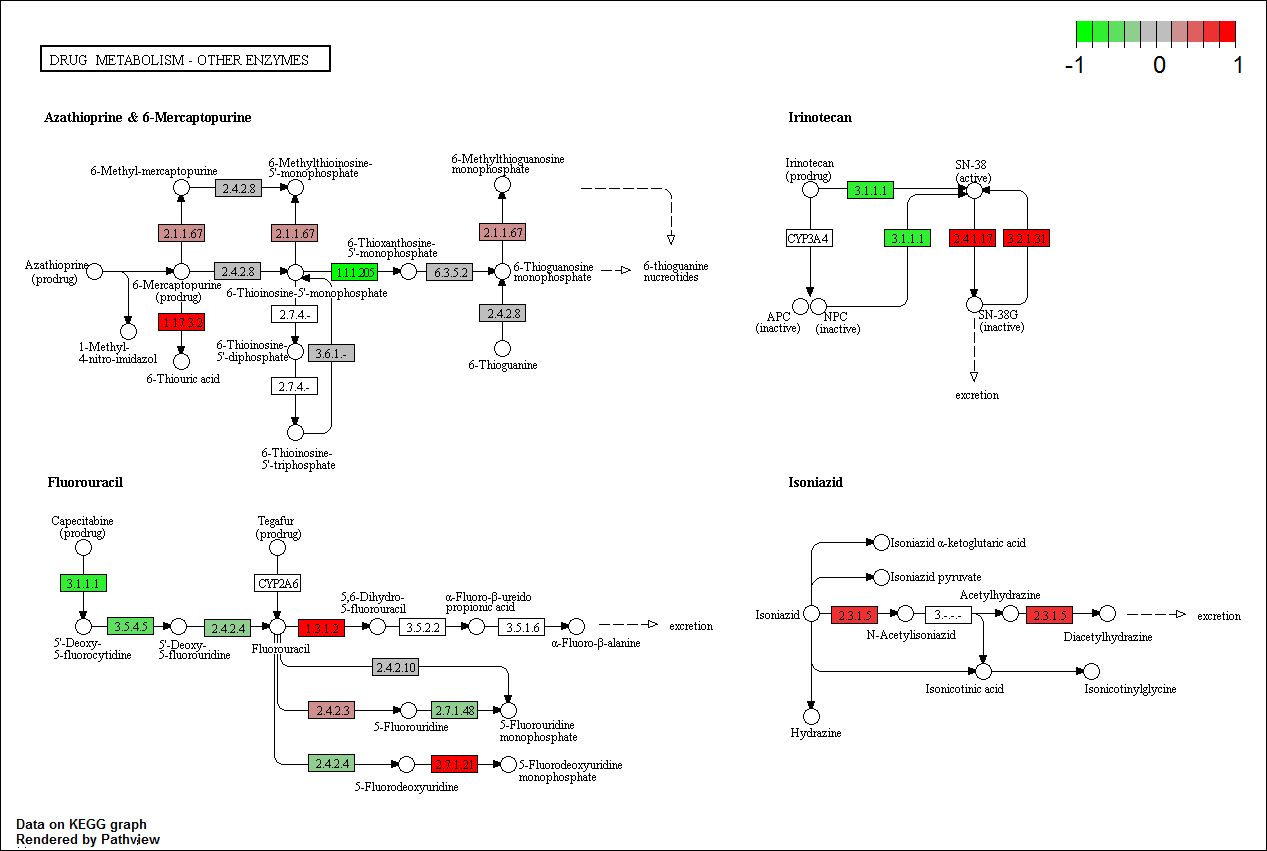 DRUG METABOLISM - OTHER ENZYMES
-1
0
1
Azathioprine & 6-Mercaptopurine
6-Methyl-mercaptopurine
2.4.2.8
6-Methylthioinosine-
5'-monophosphate
6-Methylthioguanosine
monophosphate
2.1.1.67
2.1.1.67
2.1.1.67
6-Thioxanthosine-
5'-monophosphate
Azathioprine
(prodrug)
6-Mercaptopurine
(prodrug)
2.4.2.8
6-Thioinosine-5'-monophosphate
1.1.1.205
6.3.5.2
6-Thioguanosine
monophosphate
6-thioguanine
nucreotides
1.17.3.2
2.7.4.-
2.4.2.8
1-Methyl-
4-nitro-imidazol
6-Thiouric acid
6-Thioinosine-
5'-diphosphate
3.6.1.-
6-Thioguanine
2.7.4.-
6-Thioinosine-
5'-triphosphate
Irinotecan
Irinotecan
(prodrug)
3.1.1.1
SN-38
(active)
CYP3A4
3.1.1.1
2.4.1.17
3.2.1.31
APC
(inactive)
NPC
(inactive)
SN-38G
(inactive)
excretion
Fluorouracil
Capecitabine
(prodrug)
Tegafur
(prodrug)
3.1.1.1
CYP2A6
5'-Deoxy-
5-fluorocytidine
3.5.4.5
5'-Deoxy-
5-fluorouridine
2.4.2.4
Fluorouracil
1.3.1.2
5,6-Dihydro-
5-fluorouracil
3.5.2.2
α-Fluoro-β-ureido
propionic acid
3.5.1.6
α-Fluoro-β-alanine
excretion
2.4.2.10
2.4.2.3
5-Fluorouridine
2.7.1.48
5-Fluorouridine
monophosphate
2.4.2.4
5-Fluorodeoxyuridine
2.7.1.21
5-Fluorodeoxyuridine
monophosphate
Isoniazid
Isoniazid α-ketoglutaric acid
Isoniazid pyruvate
Isoniazid
2.3.1.5
N-Acetylisoniazid
3.-.-.-
Acetylhydrazine
2.3.1.5
Diacetylhydrazine
excretion
Isonicotinic acid
Isonicotinylglycine
Hydrazine
Data on KEGG graph
Rendered by Pathview